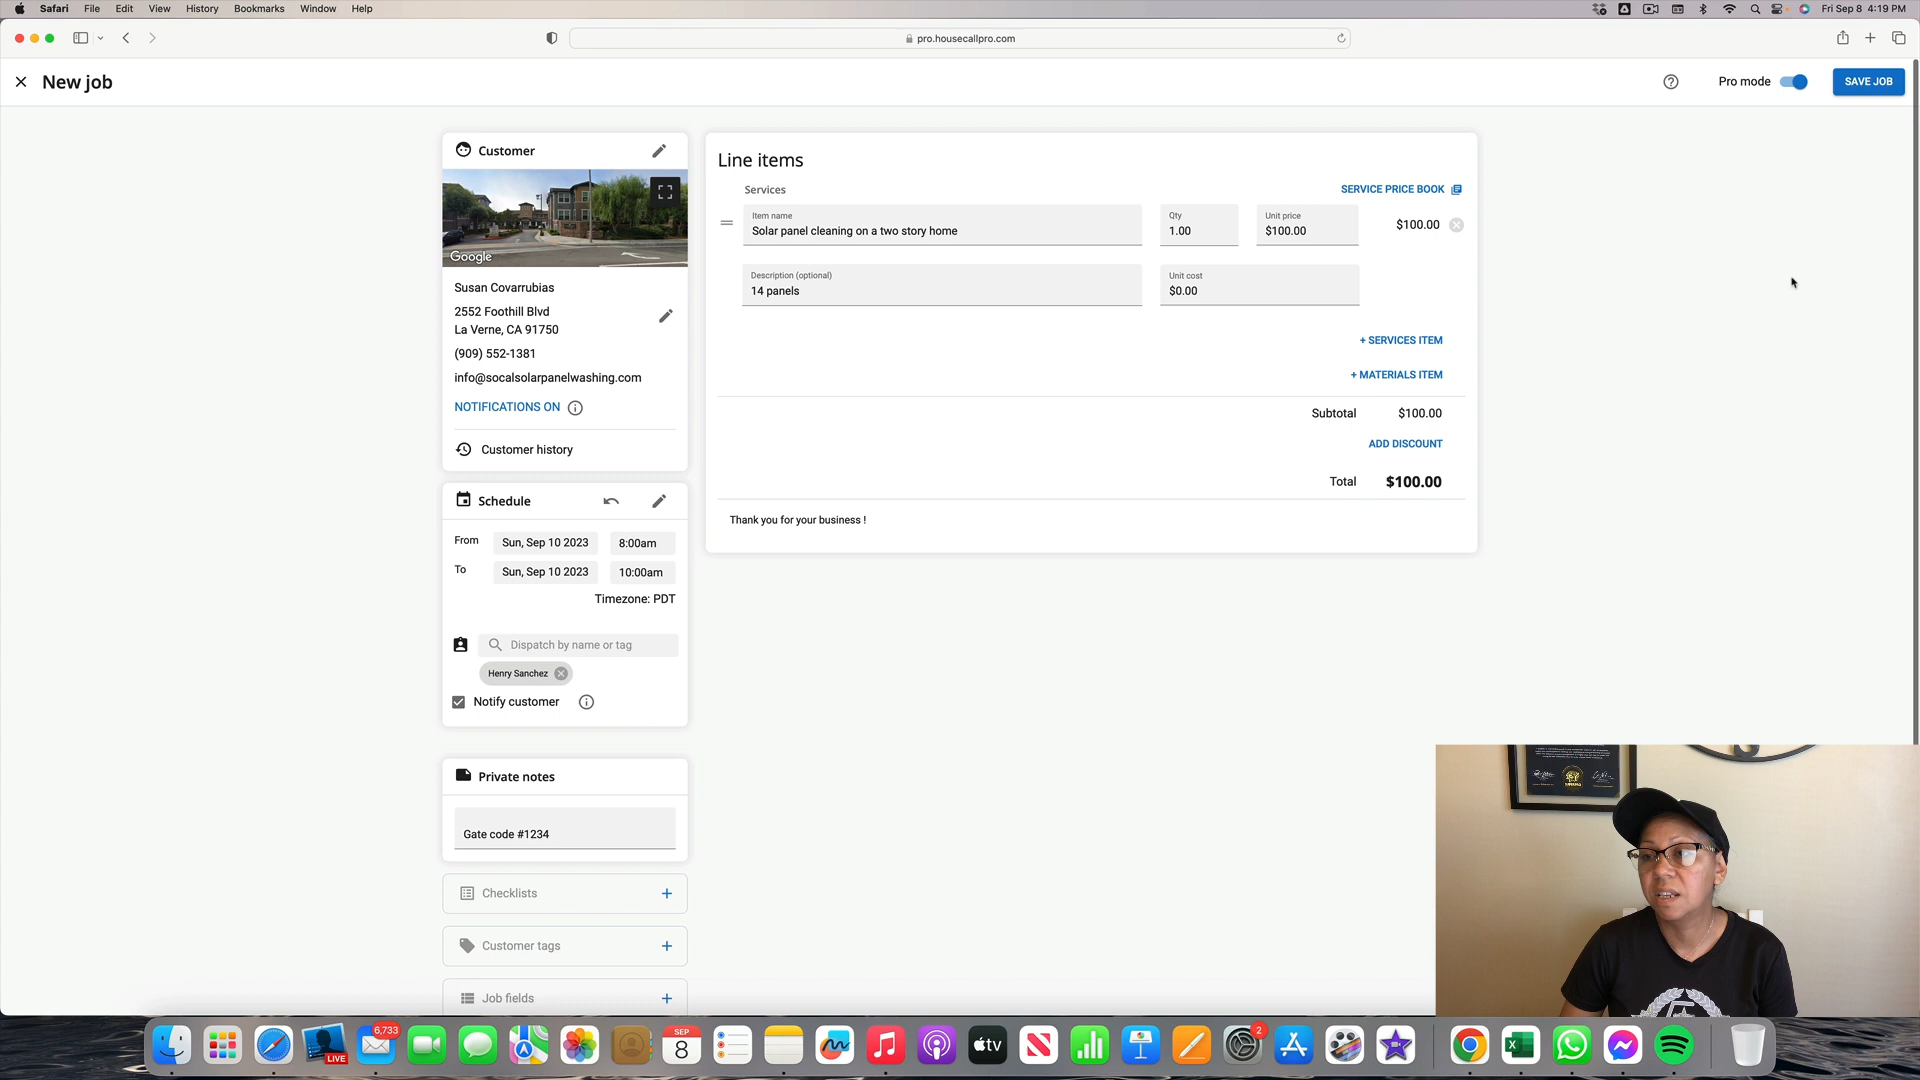 Safari File Edit View History Bookmarks Window Help
Fri Sep 8 4:19 PM
pro.housecallpro.com
New job
Pro mode
SAVE JOB
Customer
Google
Susan Covarrubias
2552 Foothill Blvd
La Verne, CA 91750
(909) 552-1381
info@socalsolarpanelwashing.com
NOTIFICATIONS ON
Customer history
Schedule
From Sun, Sep 10 2023 8:00am
To Sun, Sep 10 2023 10:00am
Timezone: PDT
Dispatch by name or tag
Henry Sanchez
Notify customer
Private notes
Gate code #1234
Checklists
Customer tags
Job fields
Line items
Services
SERVICE PRICE BOOK
Item name
Solar panel cleaning on a two story home
Qty
1.00
Unit price
$100.00
$100.00
Description (optional)
14 panels
Unit cost
$0.00
+ SERVICES ITEM
+ MATERIALS ITEM
Subtotal $100.00
ADD DISCOUNT
Total $100.00
Thank you for your business !
LIVE
6,733
SEP
8
tv
2